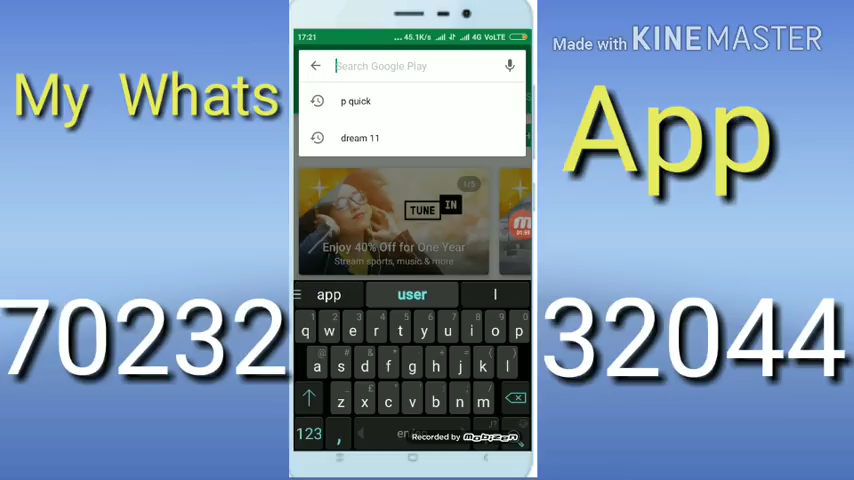 My Whats App
70232 32044
Made with KINEMASTER
17:21 ... 45.1K/s 4G VoLTE
Search Google Play
p quick
dream 11
1/5
TUNE IN
Enjoy 40% Off for One Year
Stream sports, music & more
app user I
q w e r t y u i o p
a s d f g h j k l
z x c v b n m
123 ,
Recorded by mobizen